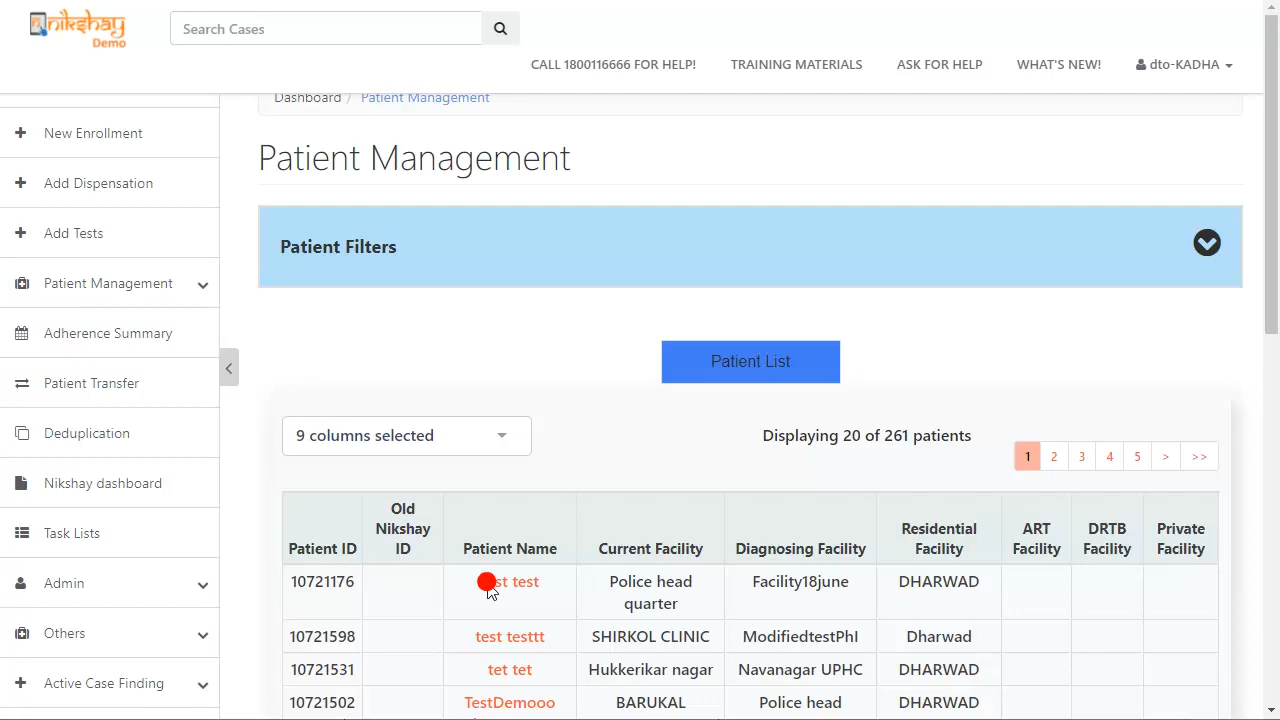 nikshay
Demo
Search Cases
CALL 1800116666 FOR HELP!
TRAINING MATERIALS
ASK FOR HELP
WHAT'S NEW!
dto-KADHA
New Enrollment
Add Dispensation
Add Tests
Patient Management
Adherence Summary
Patient Transfer
Deduplication
Nikshay dashboard
Task Lists
Admin
Others
Active Case Finding
Dashboard / Patient Management
Patient Management
Patient Filters
Patient List
9 columns selected
Displaying 20 of 261 patients
1 2 3 4 5 > >>
Patient ID Old Nikshay ID Patient Name Current Facility Diagnosing Facility Residential Facility ART Facility DRTB Facility Private Facility
10721176 test Police head quarter Facility18june DHARWAD
10721598 test testtt SHIRKOL CLINIC ModifiedtestPhI Dharwad
10721531 tet tet Hukkerikar nagar Navanagar UPHC DHARWAD
10721502 TestDemooo BARUKAL Police head DHARWAD